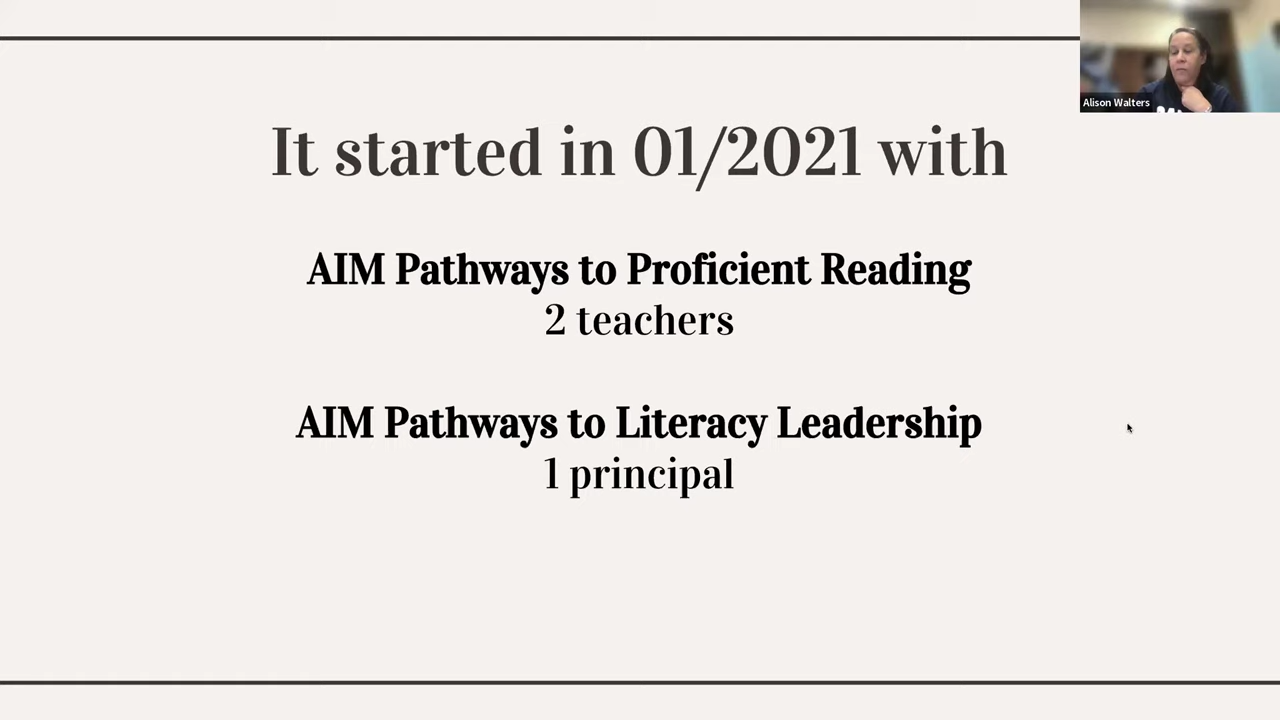 It started in 01/2021 with
AIM Pathways to Proficient Reading
2 teachers
AIM Pathways to Literacy Leadership
1 principal
Alison Walters